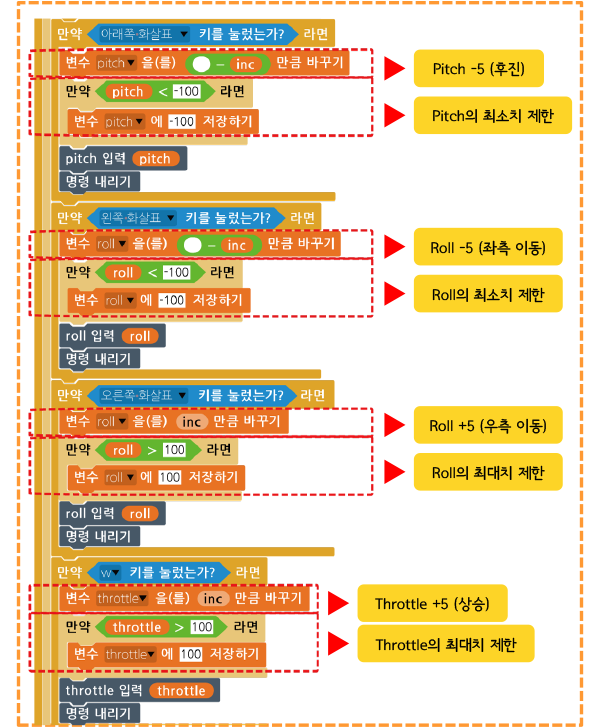 만약 아래쪽 화살표 ▼ 키를 눌렀는가? 라면
변수 pitch ▼ 을(를) - inc 만큼 바꾸기
Pitch -5 (후진)
만약 pitch < -100 라면
변수 pitch ▼ 에 -100 저장하기
Pitch의 최소치 제한
pitch 입력 pitch
명령 내리기
만약 왼쪽 화살표 ▼ 키를 눌렀는가? 라면
변수 roll ▼ 을(를) - inc 만큼 바꾸기
Roll -5 (좌측 이동)
만약 roll < -100 라면
변수 roll ▼ 에 -100 저장하기
Roll의 최소치 제한
roll 입력 roll
명령 내리기
만약 오른쪽 화살표 ▼ 키를 눌렀는가? 라면
변수 roll ▼ 을(를) inc 만큼 바꾸기
Roll +5 (우측 이동)
만약 roll > 100 라면
변수 roll ▼ 에 100 저장하기
Roll의 최대치 제한
roll 입력 roll
명령 내리기
만약 w ▼ 키를 눌렀는가? 라면
변수 throttle ▼ 을(를) inc 만큼 바꾸기
Throttle +5 (상승)
만약 throttle > 100 라면
변수 throttle ▼ 에 100 저장하기
Throttle의 최대치 제한
throttle 입력 throttle
명령 내리기